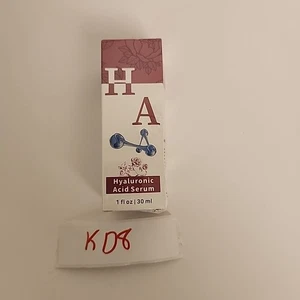 H
A
Hyaluronic
Acid Serum
1 fl oz | 30 ml
KD8